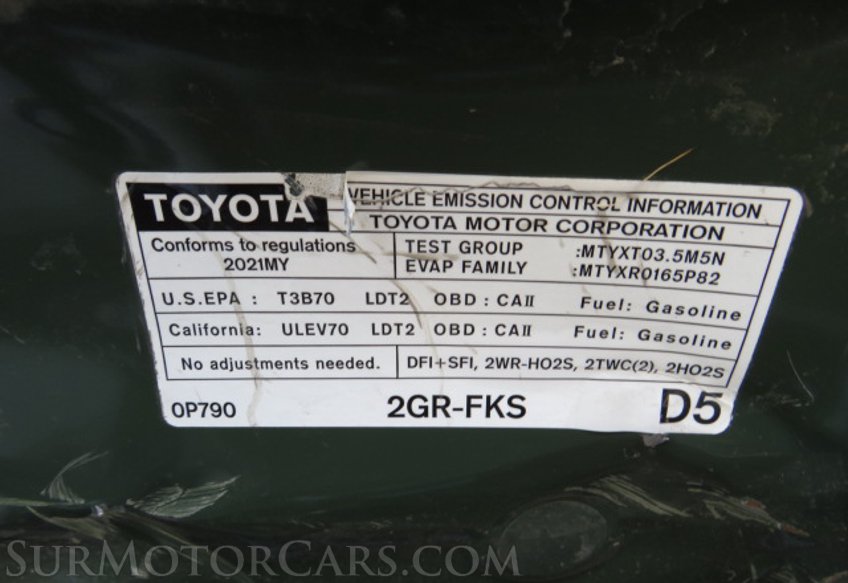 TOYOTA
VEHICLE EMISSION CONTROL INFORMATION
TOYOTA MOTOR CORPORATION
Conforms to regulations
2021MY
TEST GROUP :MTYXT03.5M5N
EVAP FAMILY :MTYXR0165P82
U.S.EPA : T3B70 LDT2 OBD : CAII Fuel: Gasoline
California: ULEV70 LDT2 OBD : CAII Fuel: Gasoline
No adjustments needed.
DFI+SFI, 2WR-HO2S, 2TWC(2), 2HO2S
0P790 2GR-FKS D5
SurMotorCars.com